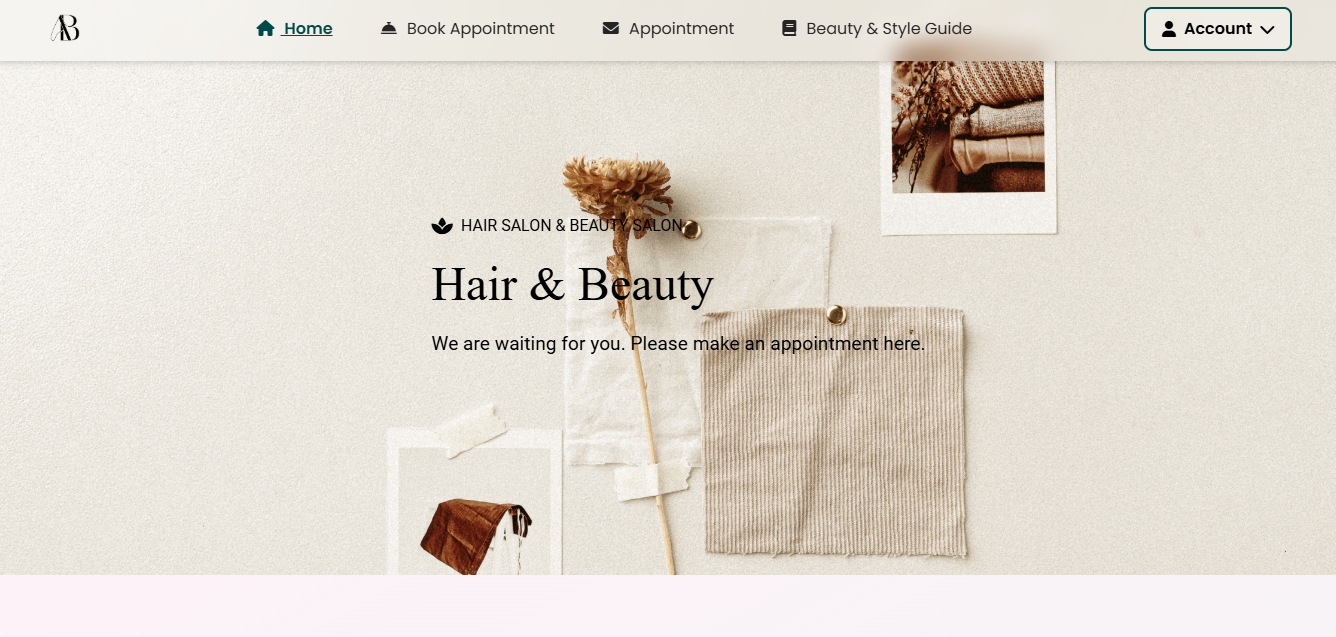 AB
Home
Book Appointment
Appointment
Beauty & Style Guide
Account
HAIR SALON & BEAUTY SALON
Hair & Beauty
We are waiting for you. Please make an appointment here.